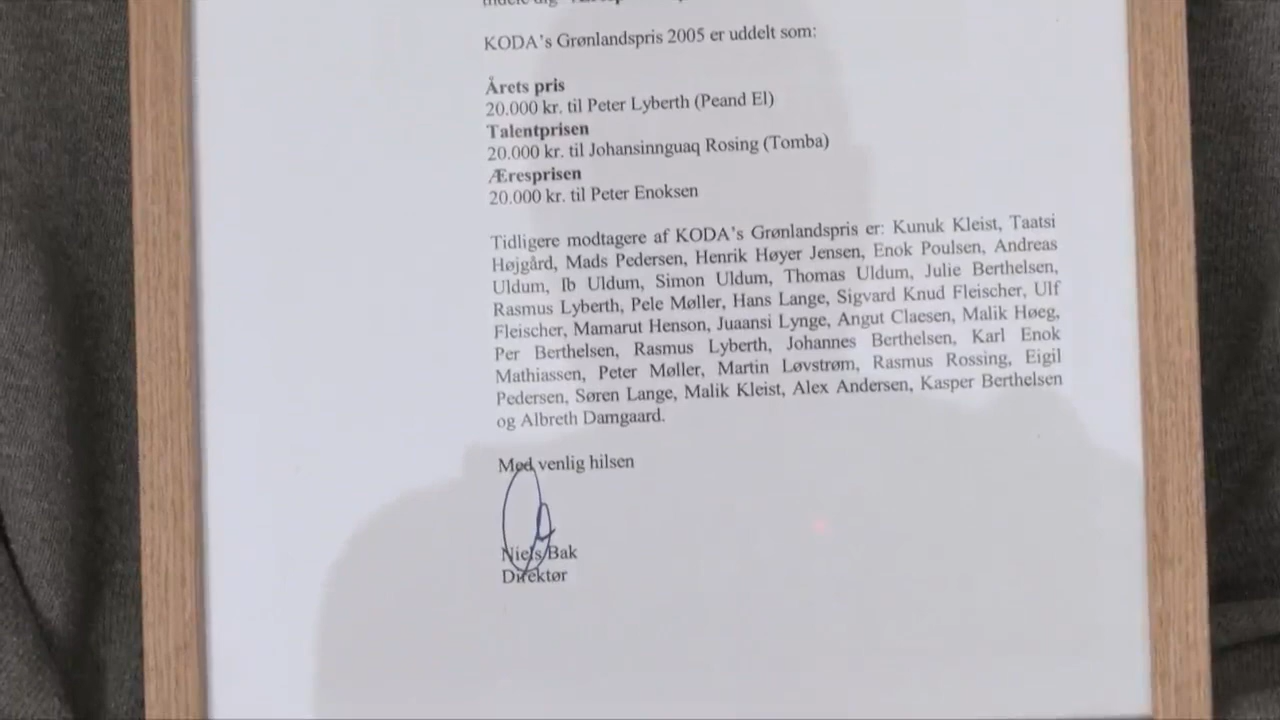 KODA's Grønlandspris 2005 er uddelt som:
Årets pris
20.000 kr. til Peter Lyberth (Peand El)
Talentprisen
20.000 kr. til Johansinnguaq Rosing (Tomba)
Æresprisen
20.000 kr. til Peter Enoksen
Tidligere modtagere af KODA's Grønlandspris er: Kunuk Kleist, Taatsi
Højgård, Mads Pedersen, Henrik Høyer Jensen, Enok Poulsen, Andreas
Uldum, Ib Uldum, Simon Uldum, Thomas Uldum, Julie Berthelsen,
Rasmus Lyberth, Pele Møller, Hans Lange, Sigvard Knud Fleischer, Ulf
Fleischer, Mamarut Henson, Juaansi Lynge, Angut Claesen, Malik Høeg,
Per Berthelsen, Rasmus Lyberth, Johannes Berthelsen, Karl Enok
Mathiassen, Peter Møller, Martin Løvstrøm, Rasmus Rossing, Eigil
Pedersen, Søren Lange, Malik Kleist, Alex Andersen, Kasper Berthelsen
og Albreth Damgaard.
Med venlig hilsen
Niels Bak
Direktør